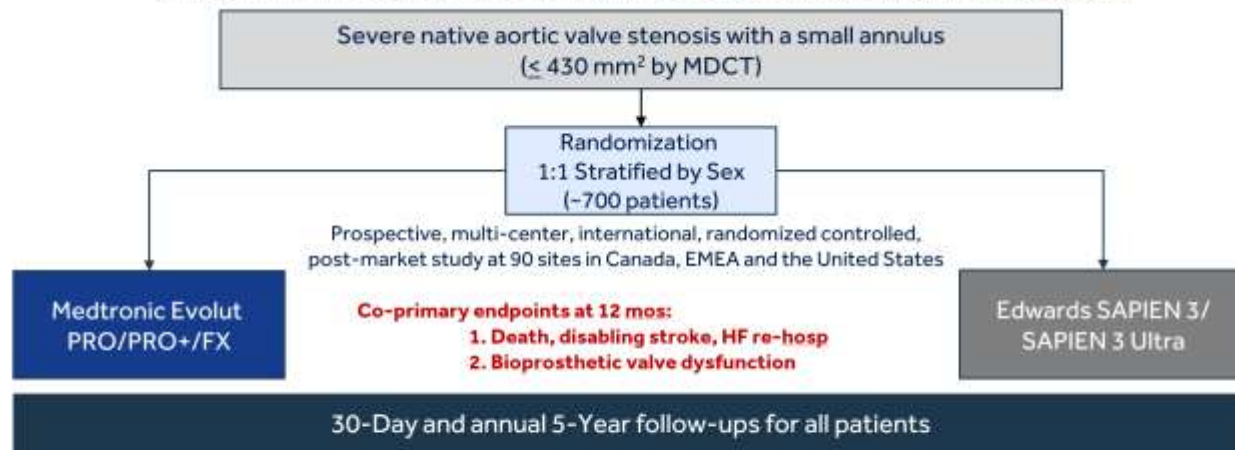 Severe native aortic valve stenosis with a small annulus
(≤ 430 mm² by MDCT)
Randomization
1:1 Stratified by Sex
(~700 patients)
Prospective, multi-center, international, randomized controlled,
post-market study at 90 sites in Canada, EMEA and the United States
Medtronic Evolut
PRO/PRO+/FX
Co-primary endpoints at 12 mos:
1. Death, disabling stroke, HF re-hosp
2. Bioprosthetic valve dysfunction
Edwards SAPIEN 3/
SAPIEN 3 Ultra
30-Day and annual 5-Year follow-ups for all patients